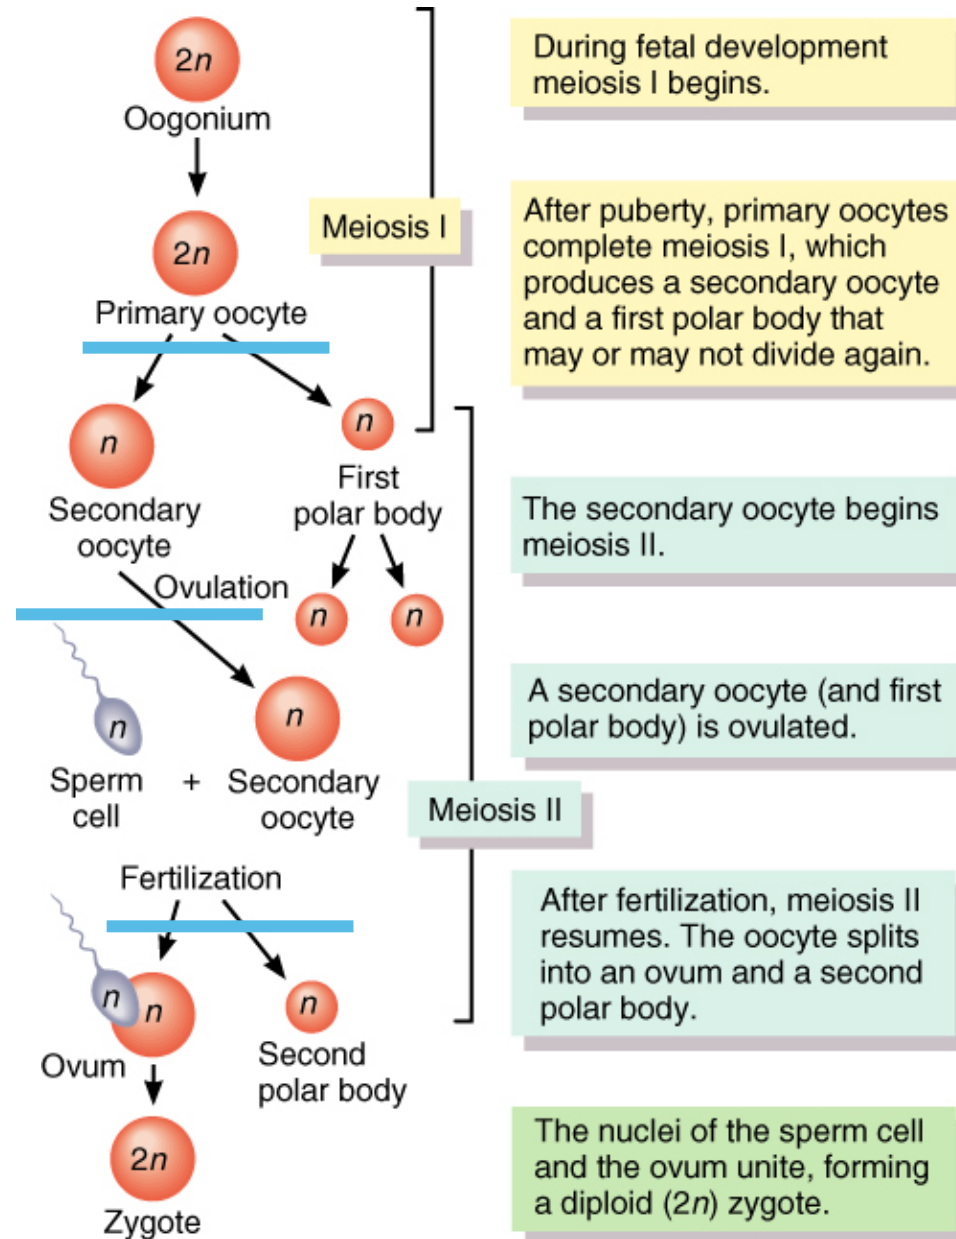 2n
Oogonium
During fetal development
meiosis I begins.
Meiosis I
2n
Primary oocyte
After puberty, primary oocytes
complete meiosis I, which
produces a secondary oocyte
and a first polar body that
may or may not divide again.
n
Secondary
oocyte
n
First
polar body
The secondary oocyte begins
meiosis II.
Ovulation
n
n
n
Sperm
cell
+
n
Secondary
oocyte
A secondary oocyte (and first
polar body) is ovulated.
Meiosis II
Fertilization
After fertilization, meiosis II
resumes. The oocyte splits
into an ovum and a second
polar body.
n
n
Ovum
n
Second
polar body
2n
Zygote
The nuclei of the sperm cell
and the ovum unite, forming
a diploid (2n) zygote.